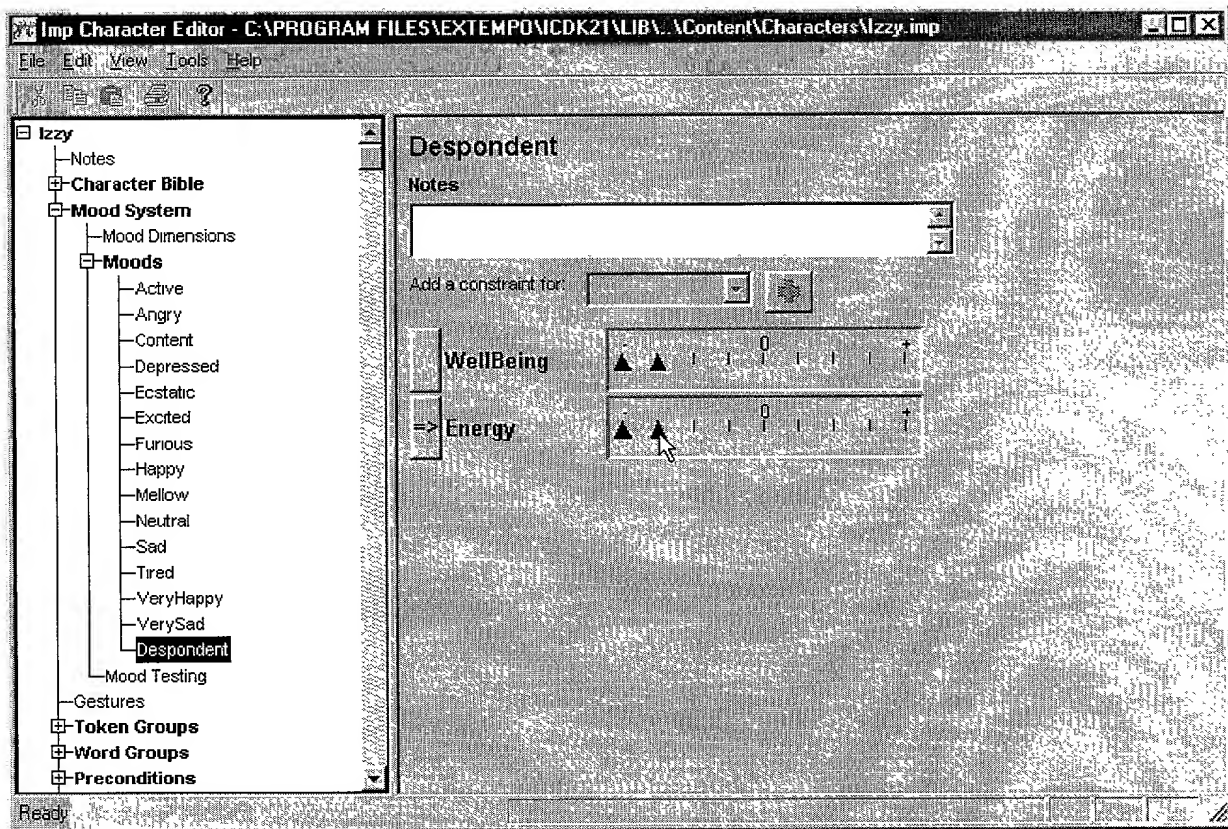 Imp Character Editor - C:\PROGRAM FILES\EXTEMPO\ICDK21\LIB\..\Content\Characters\Izzy.imp
File Edit View Tools Help
Izzy
Notes
Character Bible
Mood System
Mood Dimensions
Moods
Active
Angry
Content
Depressed
Ecstatic
Excited
Furious
Happy
Mellow
Neutral
Sad
Tired
VeryHappy
VerySad
Despondent
Mood Testing
Gestures
Token Groups
Word Groups
Preconditions
Despondent
Notes
Add a constraint for:
WellBeing
- 0 +
=> Energy
- 0 +
Ready